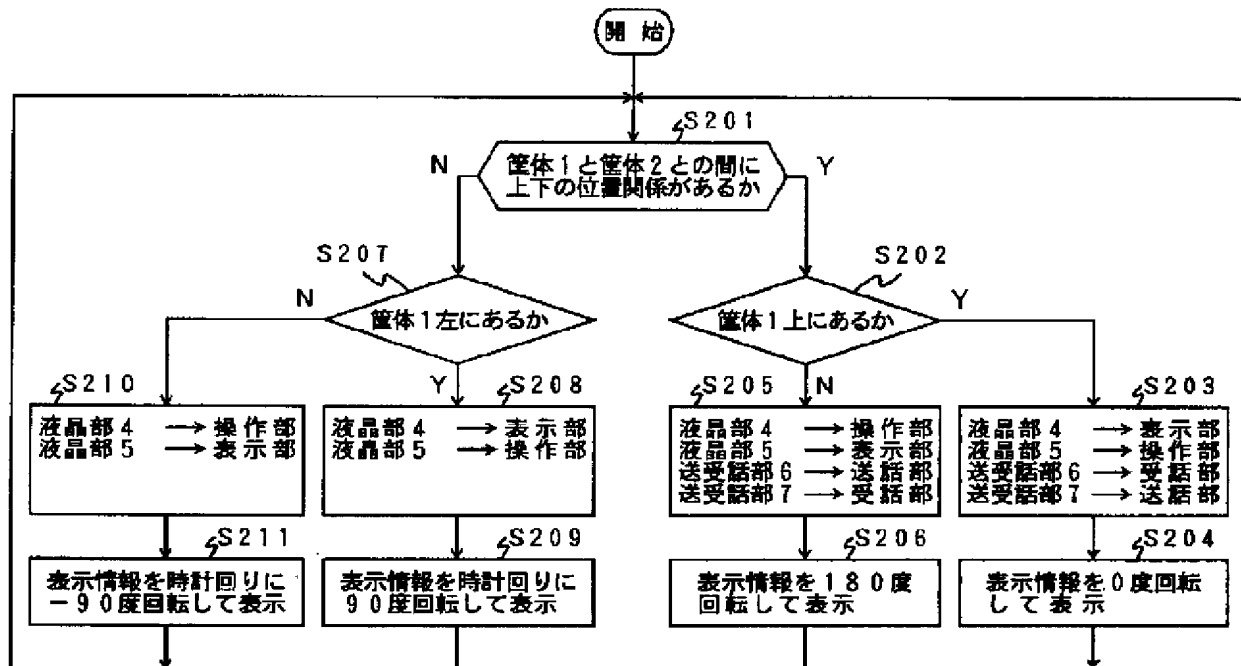 開始
S201
N
筐体1と筐体2との間に
上下の位置関係があるか
Y
S207
N
筐体1左にあるか
Y
S202
筐体1上にあるか
Y
N
S210
液晶部4 → 操作部
液晶部5 → 表示部
S208
液晶部4 → 表示部
液晶部5 → 操作部
S205
液晶部4 → 操作部
液晶部5 → 表示部
送受話部6 → 送話部
送受話部7 → 受話部
S203
液晶部4 → 表示部
液晶部5 → 操作部
送受話部6 → 受話部
送受話部7 → 送話部
S211
表示情報を時計回りに
−90度回転して表示
S209
表示情報を時計回りに
90度回転して表示
S206
表示情報を180度
回転して表示
S204
表示情報を0度回転
して表示